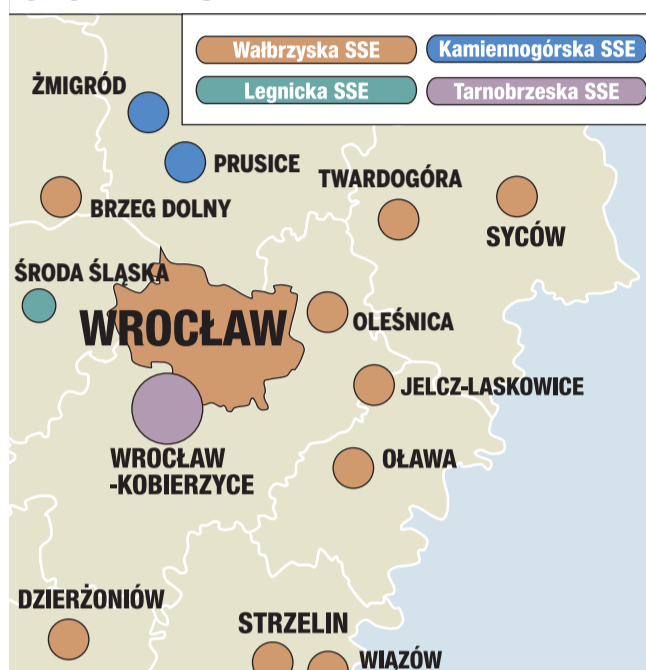 Wałbrzyska SSE
Kamiennogórska SSE
Legnicka SSE
Tarnobrzeska SSE
ŻMIGRÓD
PRUSICE
TWARDOGÓRA
BRZEG DOLNY
SYCÓW
ŚRODA ŚLĄSKA
WROCŁAW
OLEŚNICA
JELCZ-LASKOWICE
WROCŁAW
-KOBIERZYCE
OŁAWA
DZIERŻONIÓW
STRZELIN
WIĄZÓW